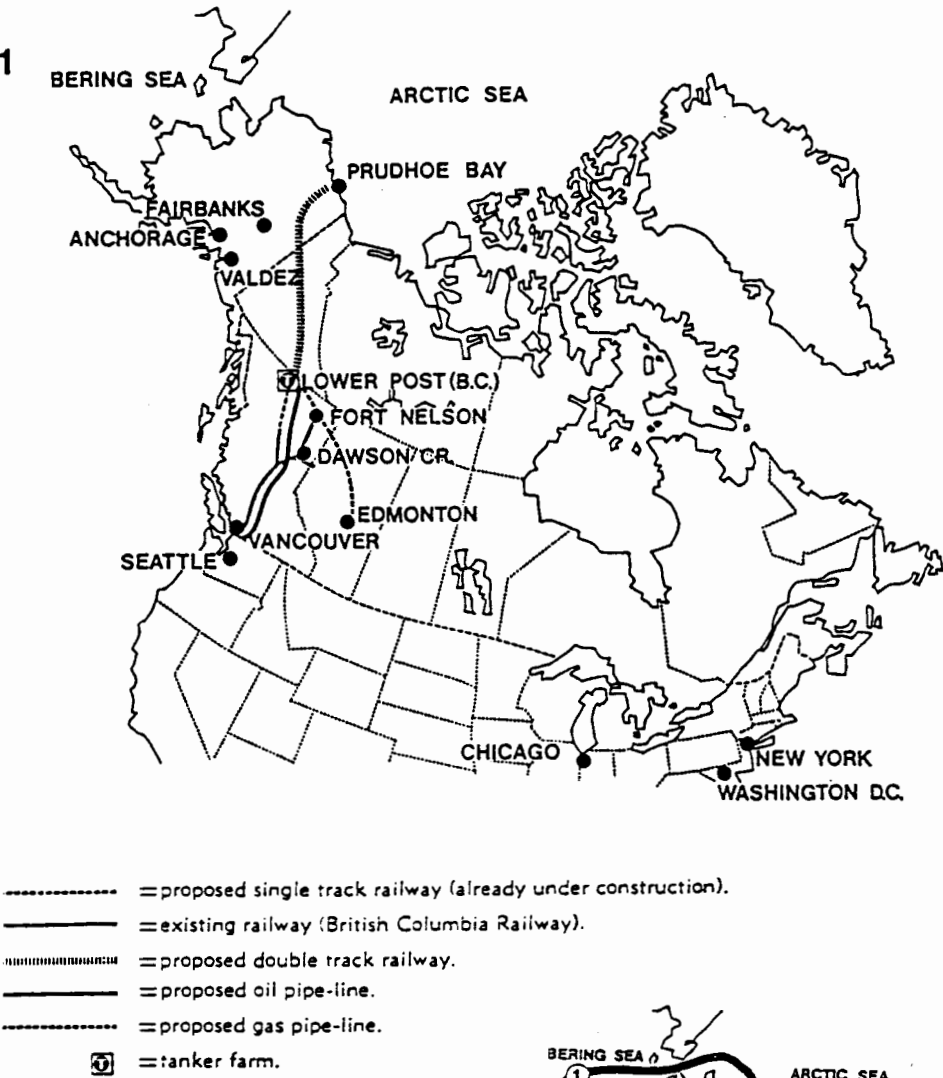 1
BERING SEA
ARCTIC SEA
PRUDHOE BAY
FAIRBANKS
ANCHORAGE
VALDEZ
LOWER POST (B.C.)
FORT NELSON
DAWSON CR.
EDMONTON
VANCOUVER
SEATTLE
CHICAGO
NEW YORK
WASHINGTON D.C.
=proposed single track railway (already under construction).
=existing railway (British Columbia Railway).
=proposed double track railway.
=proposed oil pipe-line.
=proposed gas pipe-line.
=tanker farm.
BERING SEA
1
ARCTIC SEA